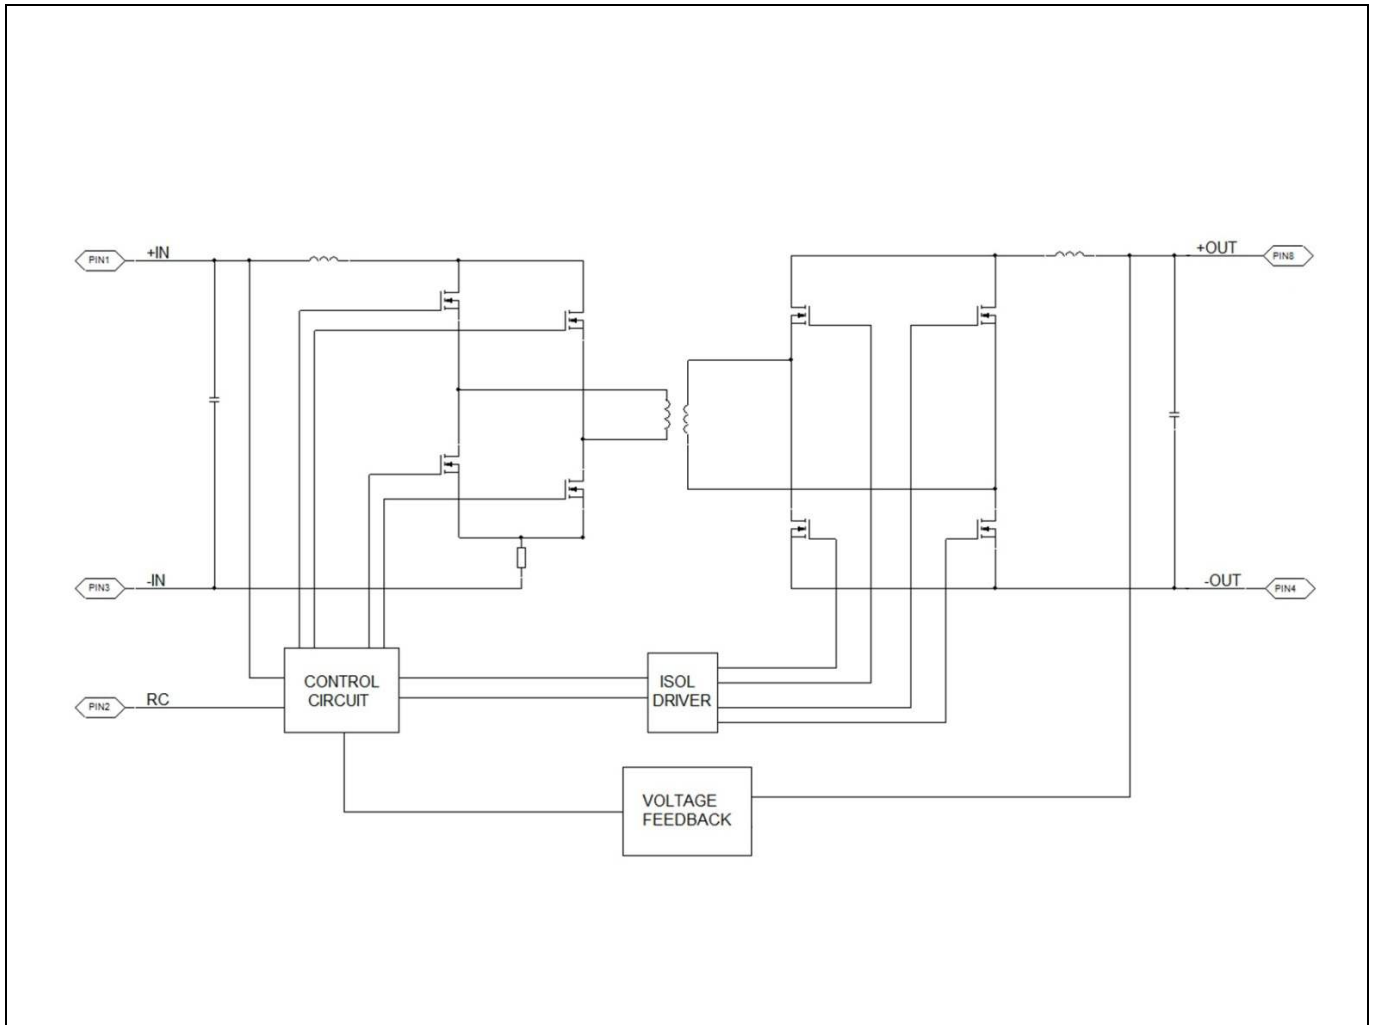 PIN1
+IN
+OUT
PIN8
PIN3
-IN
-OUT
PIN4
PIN2
RC
CONTROL
CIRCUIT
ISOL
DRIVER
VOLTAGE
FEEDBACK